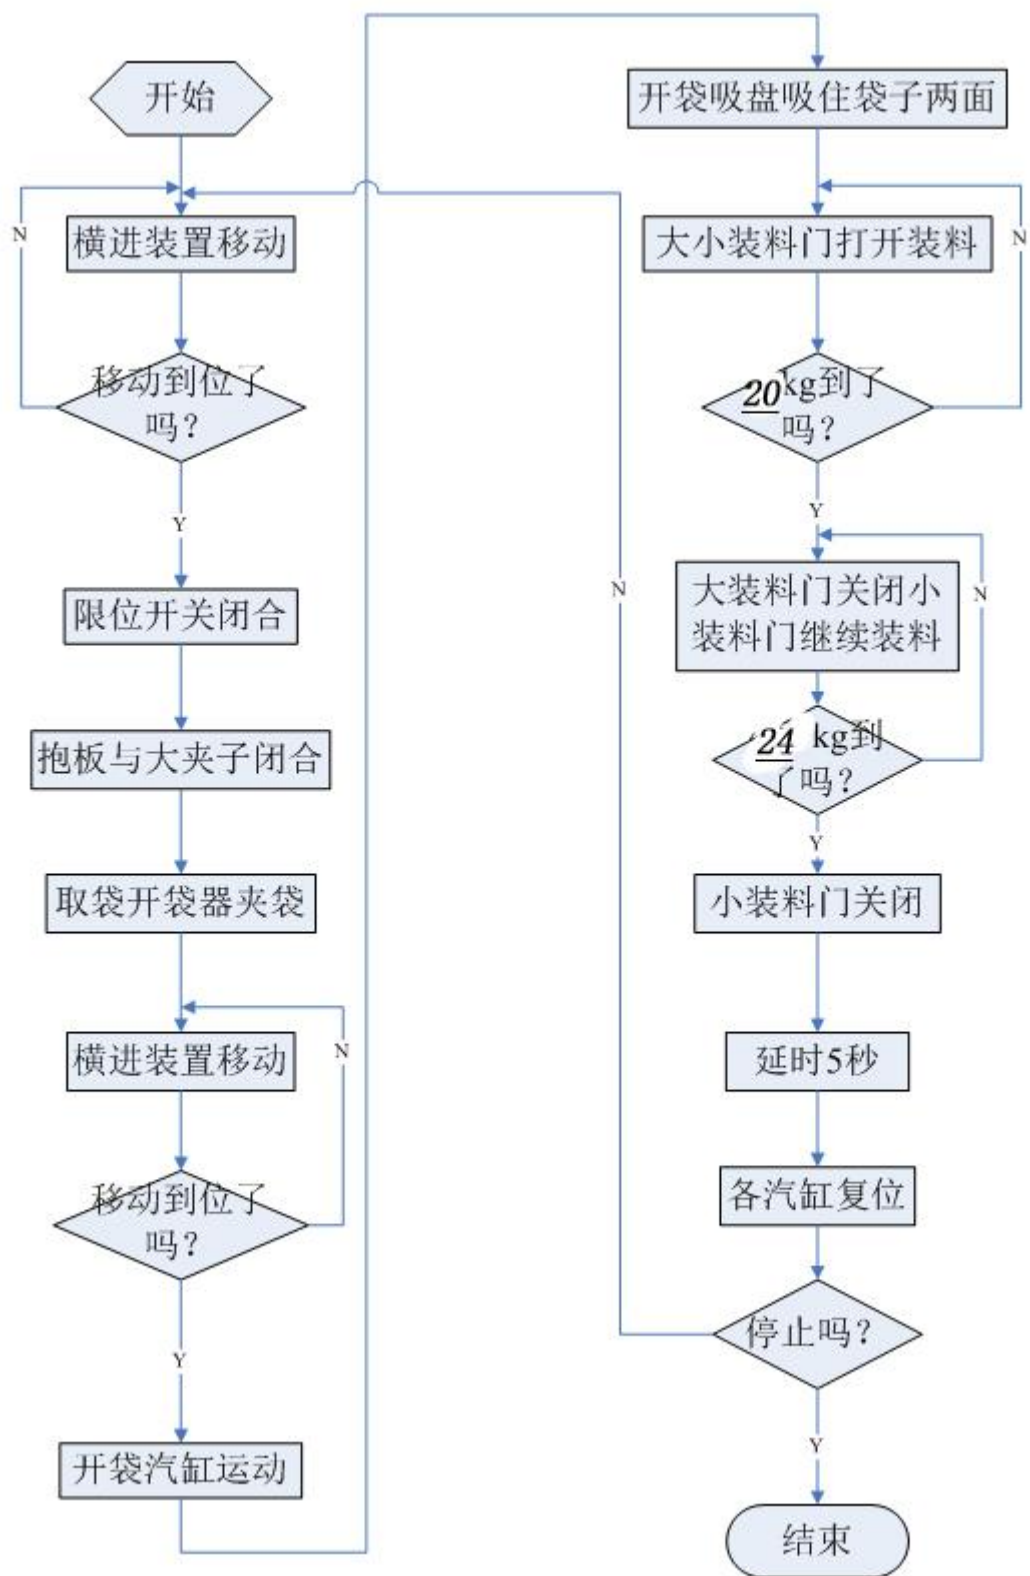 开始
N
横进装置移动
移动到位了
吗?
Y
限位开关闭合
抱板与大夹子闭合
取袋开袋器夹袋
横进装置移动
N
移动到位了
吗?
Y
开袋汽缸运动
开袋吸盘吸住袋子两面
大小装料门打开装料
N
20kg到了
吗?
Y
大装料门关闭小
装料门继续装料
N
24 kg到
了吗?
Y
小装料门关闭
延时5秒
各汽缸复位
停止吗?
N
Y
结束